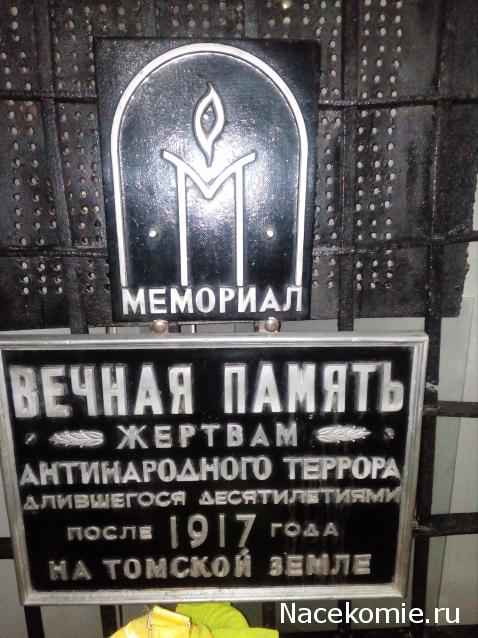 МЕМОРИАЛ
ВЕЧНАЯ ПАМЯТЬ
ЖЕРТВАМ
АНТИНАРОДНОГО ТЕРРОРА
ДЛИВШЕГОСЯ ДЕСЯТИЛЕТИЯМИ
ПОСЛЕ 1917 ГОДА
НА ТОМСКОЙ ЗЕМЛЕ
Nacekomie.ru